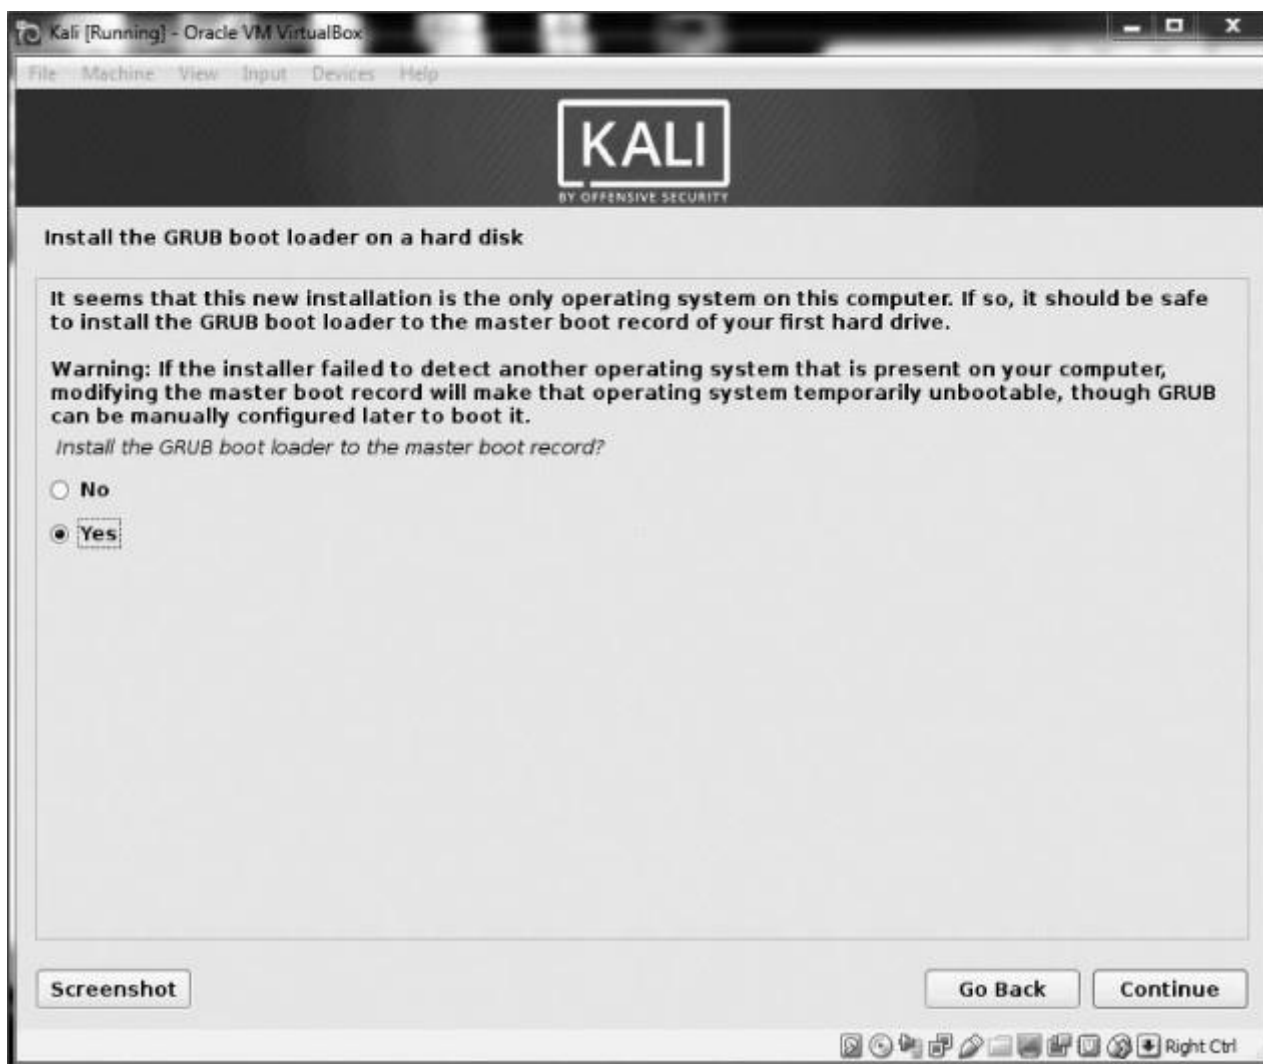 Kali [Running] - Oracle VM VirtualBox
File Machine View Input Devices Help
KALI
BY OFFENSIVE SECURITY
Install the GRUB boot loader on a hard disk
It seems that this new installation is the only operating system on this computer. If so, it should be safe
to install the GRUB boot loader to the master boot record of your first hard drive.
Warning: If the installer failed to detect another operating system that is present on your computer,
modifying the master boot record will make that operating system temporarily unbootable, though GRUB
can be manually configured later to boot it.
Install the GRUB boot loader to the master boot record?
No
Yes
Screenshot Go Back Continue
Right Ctrl